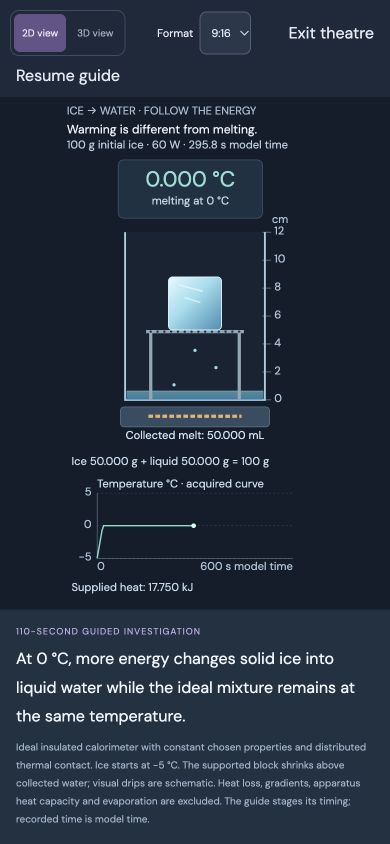 2D view
3D view
Format
9:16
Exit theatre
Resume guide
ICE → WATER · FOLLOW THE ENERGY
Warming is different from melting.
100 g initial ice · 60 W · 295.8 s model time
0.000 °C
melting at 0 °C
cm
12
10
8
6
4
2
0
Collected melt: 50.000 mL
Ice 50.000 g + liquid 50.000 g = 100 g
Temperature °C · acquired curve
5
0
−5
0
600 s model time
Supplied heat: 17.750 kJ
110-SECOND GUIDED INVESTIGATION
At 0 °C, more energy changes solid ice into
liquid water while the ideal mixture remains at
the same temperature.
Ideal insulated calorimeter with constant chosen properties and distributed
thermal contact. Ice starts at −5 °C. The supported block shrinks above
collected water; visual drips are schematic. Heat loss, gradients, apparatus
heat capacity and evaporation are excluded. The guide stages its timing;
recorded time is model time.